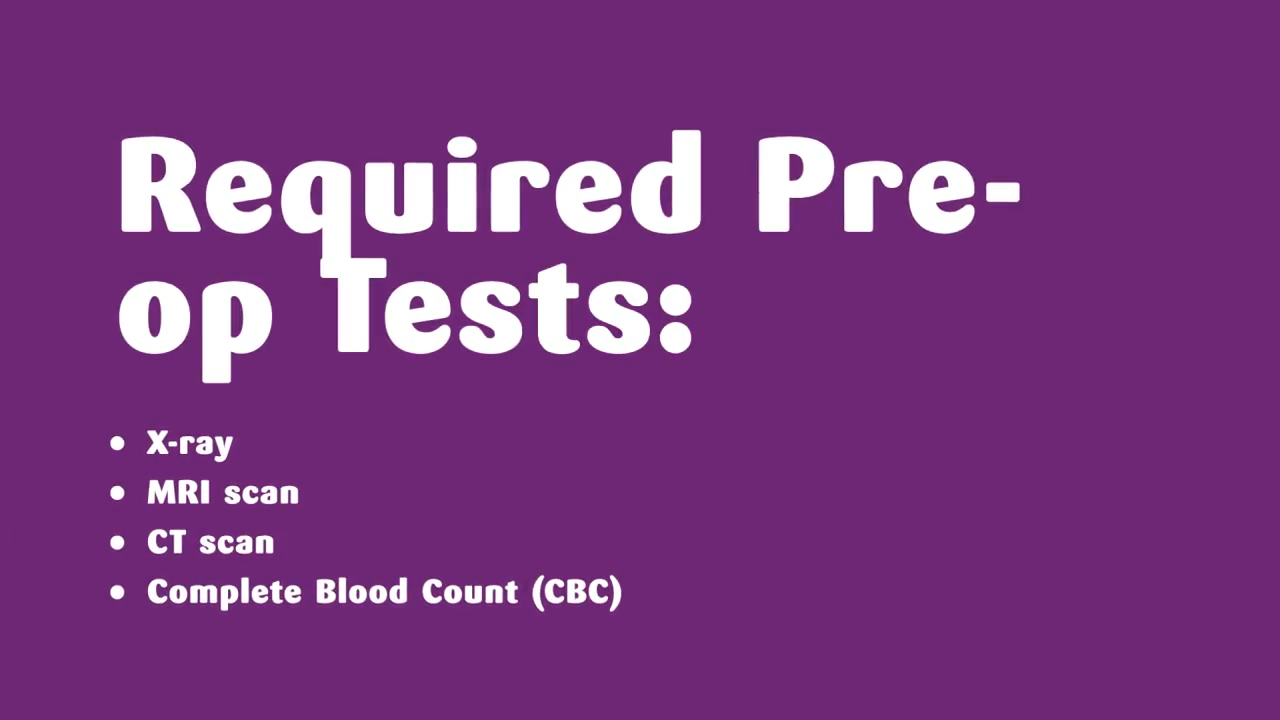 Required Pre-
op Tests:
• X-ray
• MRI scan
• CT scan
• Complete Blood Count (CBC)